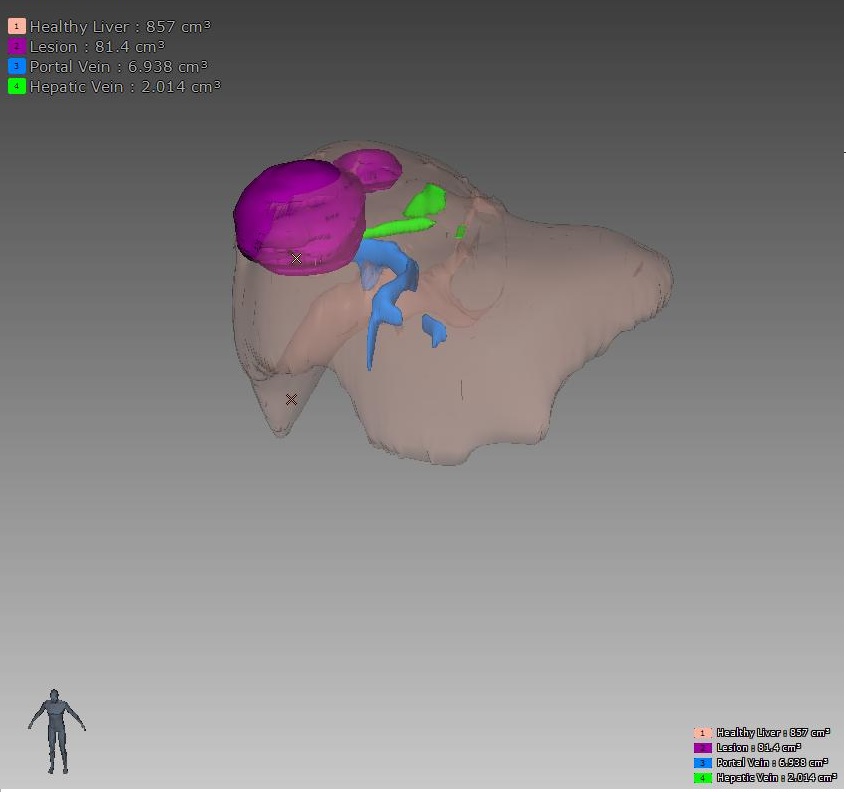 1 Healthy Liver : 857 cm³
2 Lesion : 81.4 cm³
3 Portal Vein : 6.938 cm³
4 Hepatic Vein : 2.014 cm³
1 Healthy Liver : 857 cm³
2 Lesion : 81.4 cm³
3 Portal Vein : 6.938 cm³
4 Hepatic Vein : 2.014 cm³